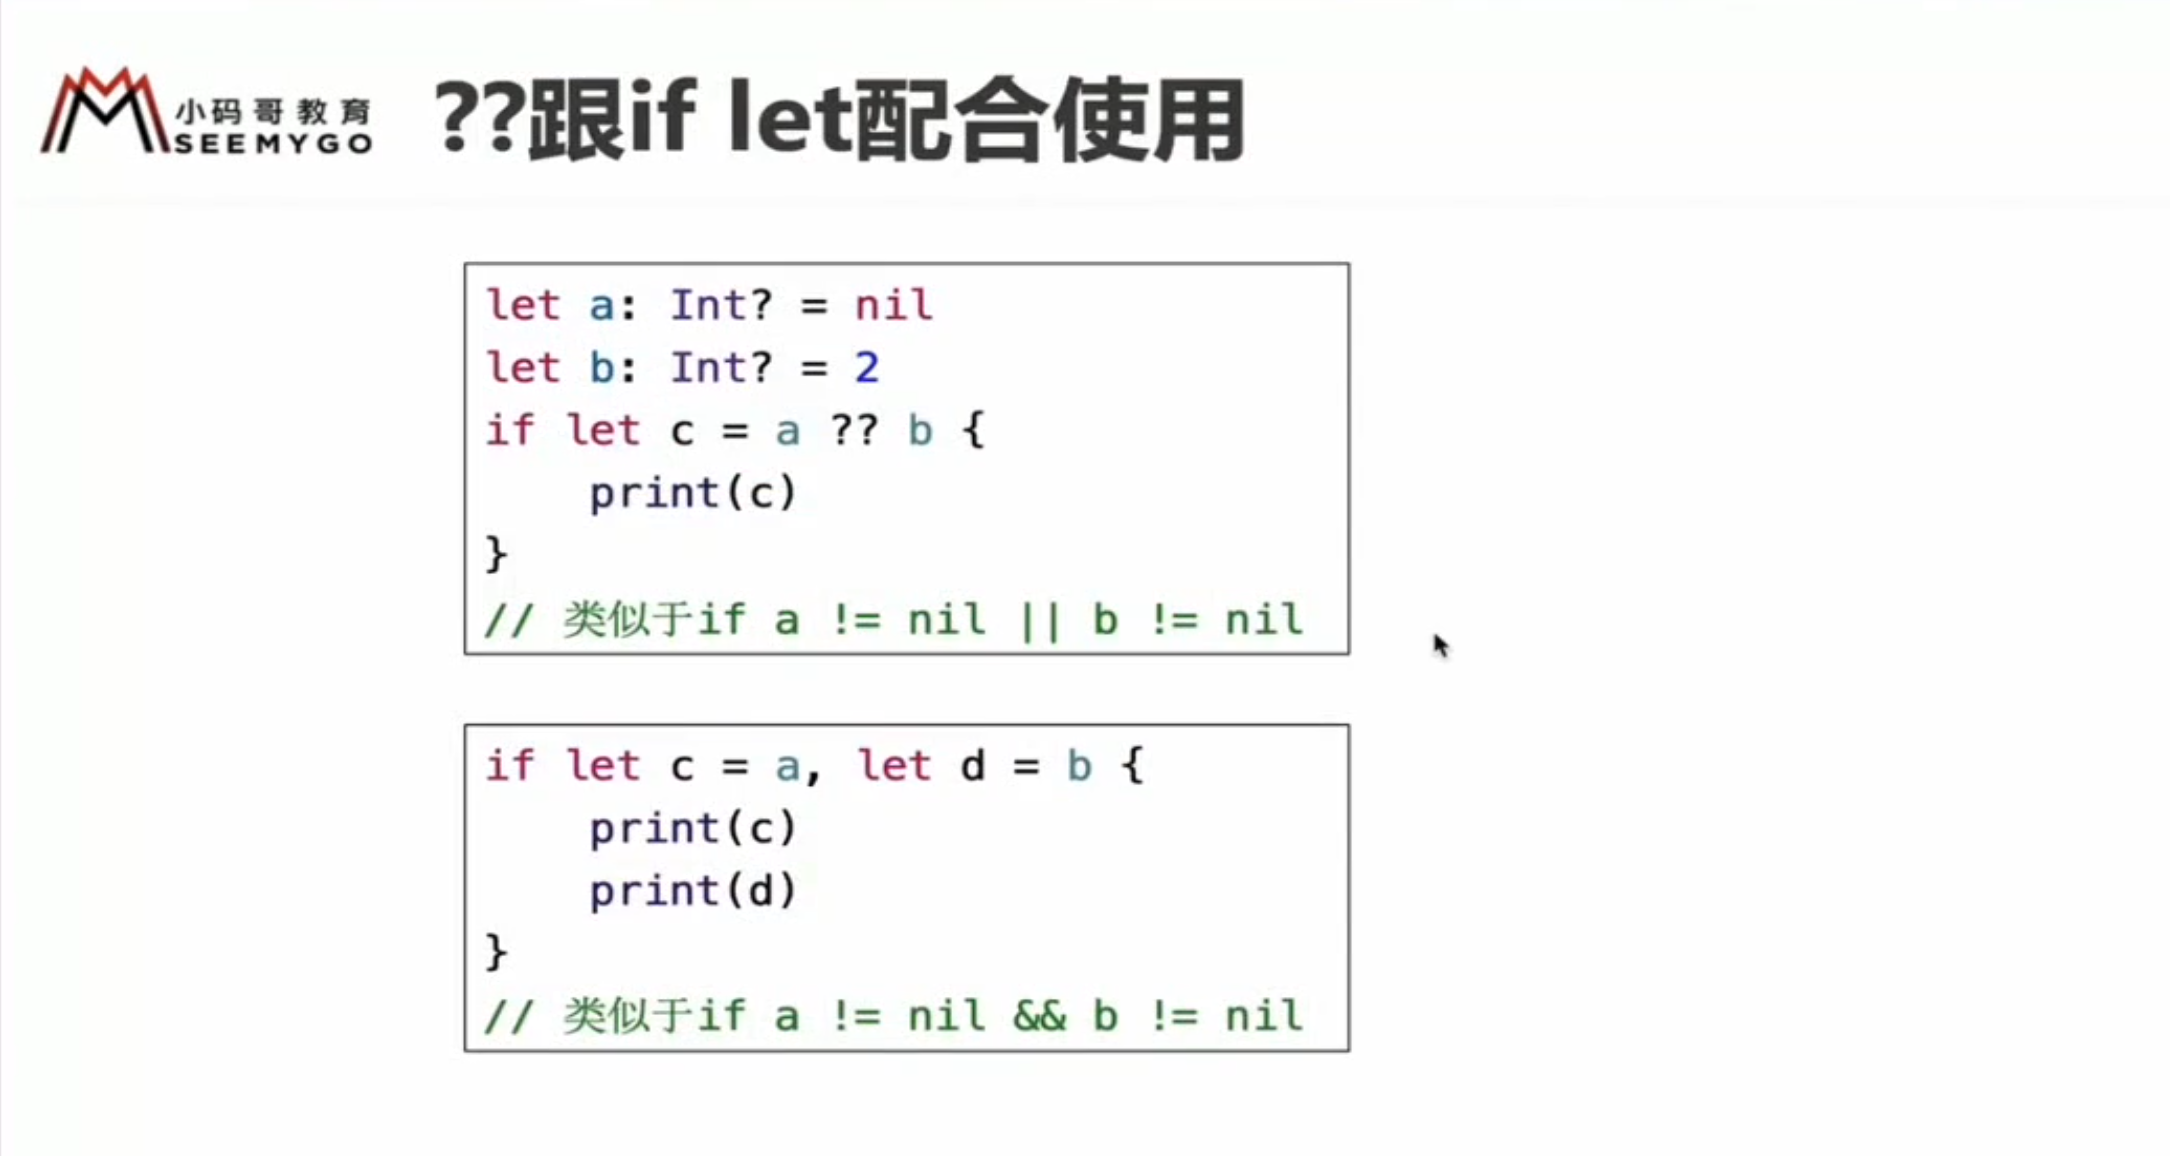 小码哥教育
SEEMYGO
??跟if let配合使用
let a: Int? = nil
let b: Int? = 2
if let c = a ?? b {
    print(c)
}
// 类似于if a != nil || b != nil
if let c = a, let d = b {
    print(c)
    print(d)
}
// 类似于if a != nil && b != nil